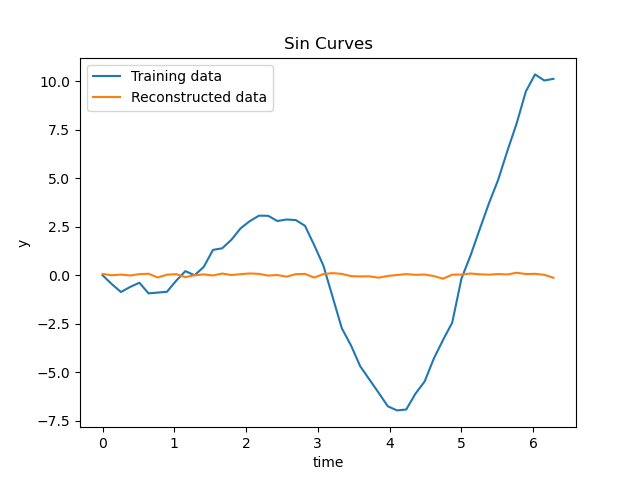 Sin Curves
Training data
Reconstructed data
10.0
7.5
5.0
2.5
0.0
−2.5
−5.0
−7.5
y
0 1 2 3 4 5 6
time